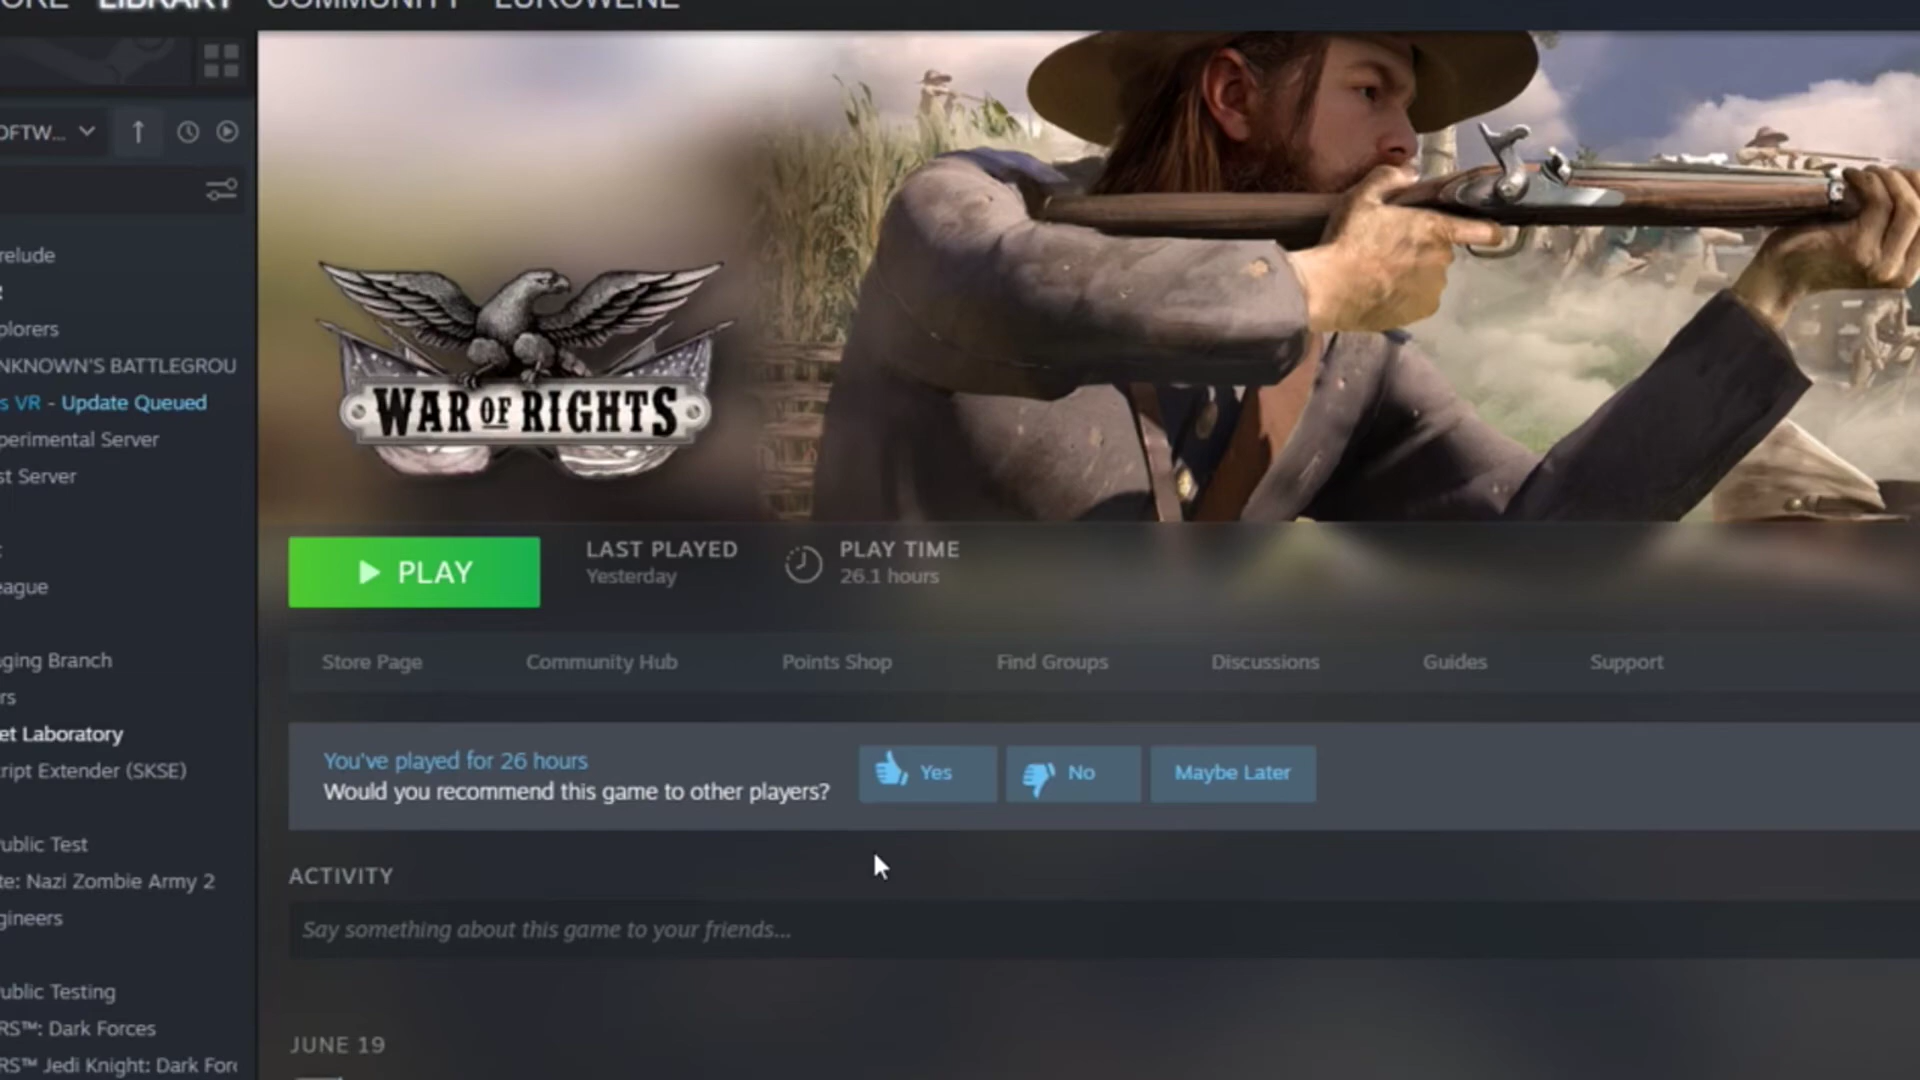 LIBRARY COMMUNITY EUROWENE
OFTW...
relude
R
plorers
NKNOWN'S BATTLEGROU
s VR - Update Queued
perimental Server
st Server
eague
ging Branch
rs
et Laboratory
ript Extender (SKSE)
ublic Test
te: Nazi Zombie Army 2
gineers
ublic Testing
RS™: Dark Forces
RS™ Jedi Knight: Dark Forc
WAR OF RIGHTS
PLAY
LAST PLAYED
Yesterday
PLAY TIME
26.1 hours
Store Page Community Hub Points Shop Find Groups Discussions Guides Support
You've played for 26 hours
Would you recommend this game to other players?
Yes No Maybe Later
ACTIVITY
Say something about this game to your friends...
JUNE 19